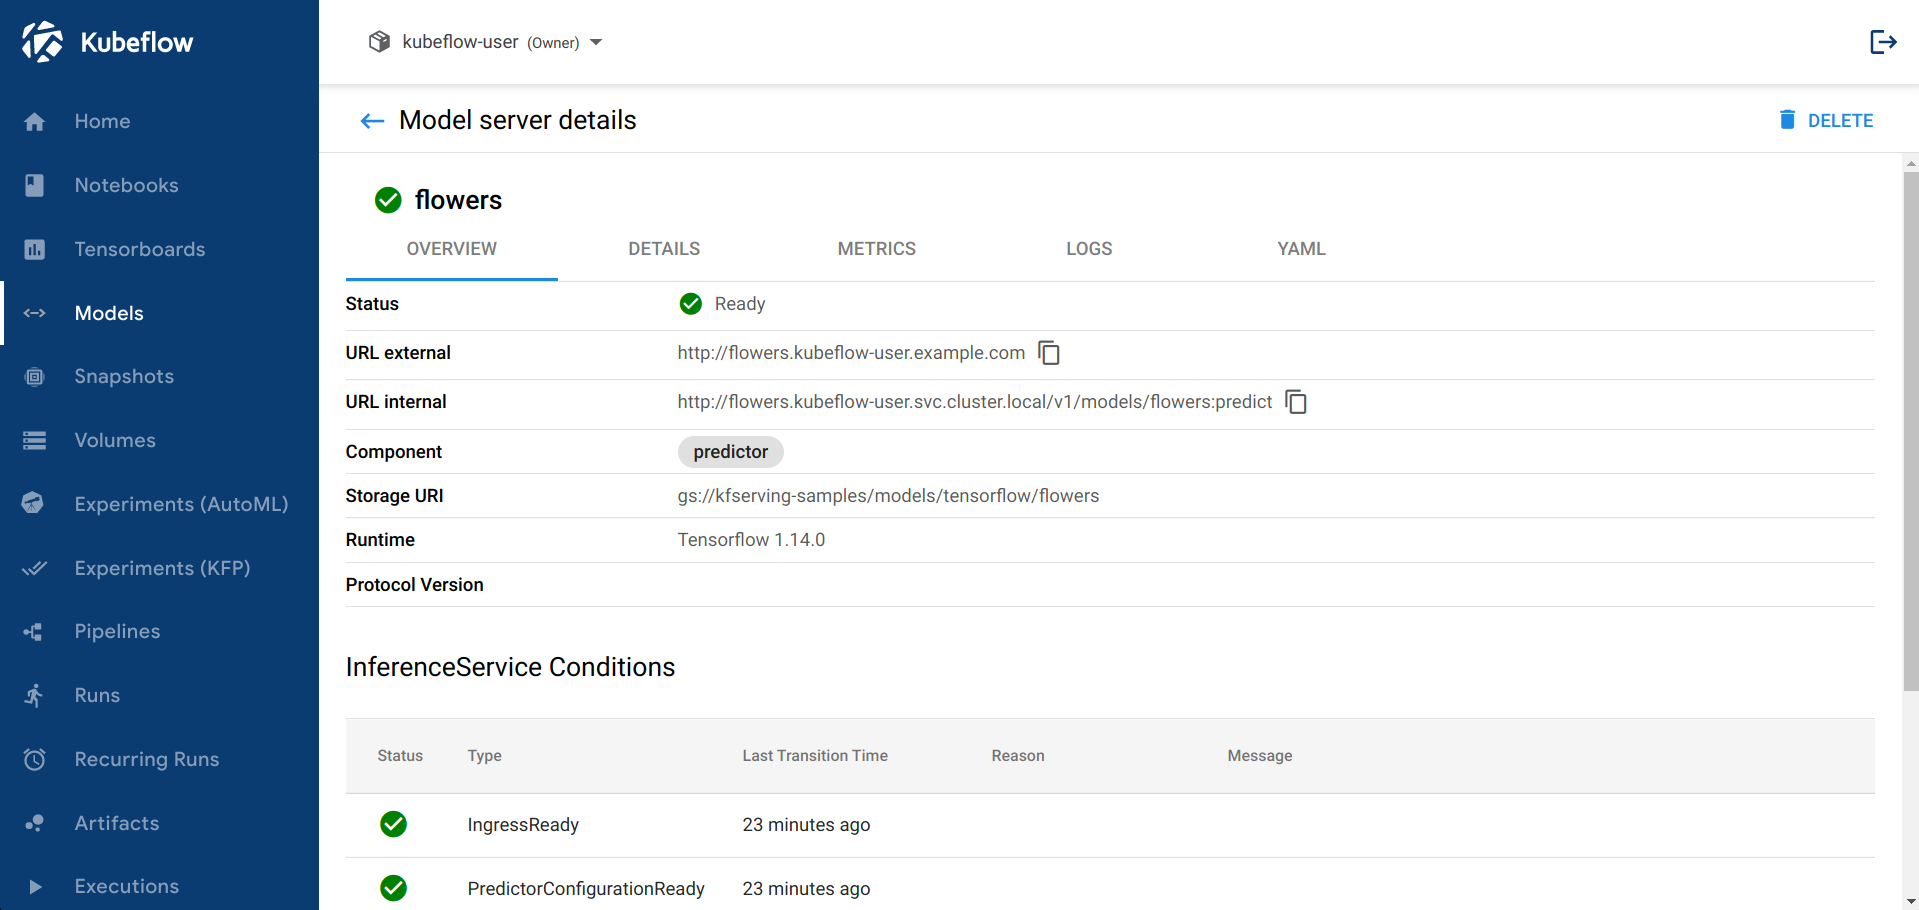 Kubeflow
kubeflow-user (Owner)
Home
Notebooks
Tensorboards
Models
Snapshots
Volumes
Experiments (AutoML)
Experiments (KFP)
Pipelines
Runs
Recurring Runs
Artifacts
Executions
Model server details
DELETE
flowers
OVERVIEW DETAILS METRICS LOGS YAML
Status Ready
URL external http://flowers.kubeflow-user.example.com
URL internal http://flowers.kubeflow-user.svc.cluster.local/v1/models/flowers:predict
Component predictor
Storage URI gs://kfserving-samples/models/tensorflow/flowers
Runtime Tensorflow 1.14.0
Protocol Version
InferenceService Conditions
Status Type Last Transition Time Reason Message
IngressReady 23 minutes ago
PredictorConfigurationReady 23 minutes ago